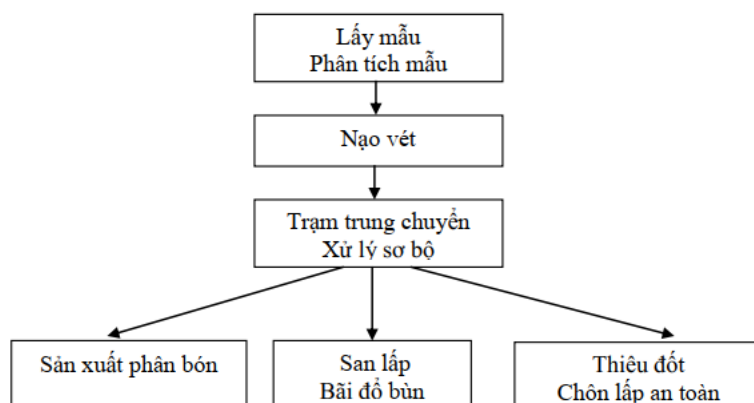 Lấy mẫu
Phân tích mẫu
Nạo vét
Trạm trung chuyển
Xử lý sơ bộ
Sản xuất phân bón
San lấp
Bãi đổ bùn
Thiêu đốt
Chôn lấp an toàn